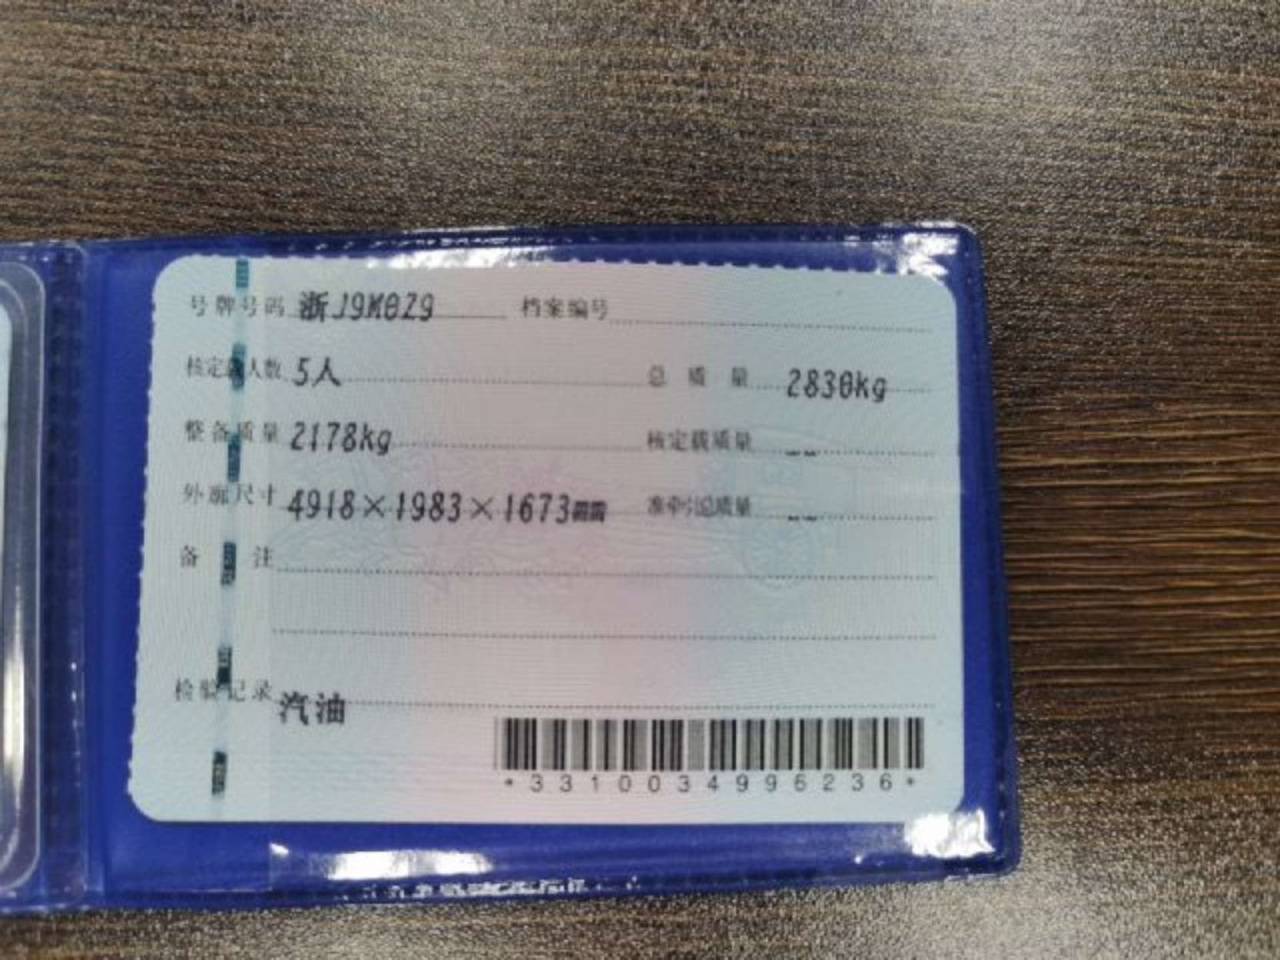 号牌号码 浙J9M0Z9 档案编号
核定载人数 5人 总质量 2830kg
整备质量 2178kg 核定载质量 --
外廓尺寸 4918×1983×1673mm 准牵引总质量 --
备注
检验记录 汽油
*3310034996236*